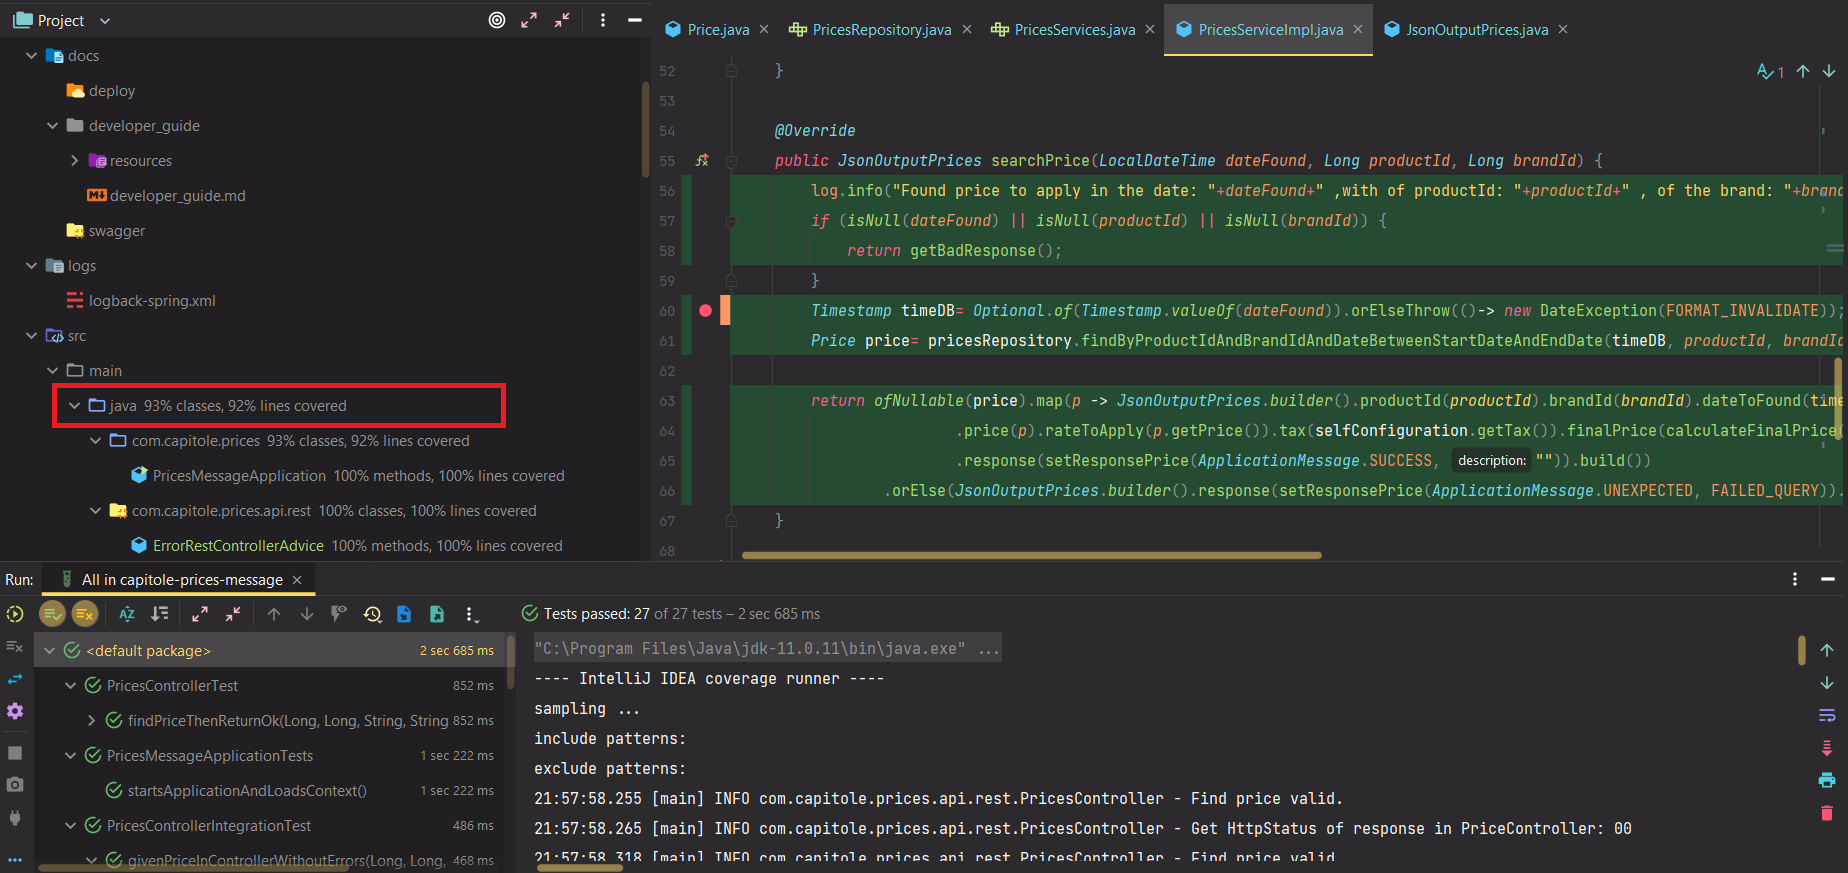 Project
docs
deploy
developer_guide
resources
developer_guide.md
swagger
logs
logback-spring.xml
src
main
java 93% classes, 92% lines covered
com.capitole.prices 93% classes, 92% lines covered
PricesMessageApplication 100% methods, 100% lines covered
com.capitole.prices.api.rest 100% classes, 100% lines covered
ErrorRestControllerAdvice 100% methods, 100% lines covered
Price.java PricesRepository.java PricesServices.java PricesServiceImpl.java JsonOutputPrices.java
1
52 }
53
54 @Override
55 public JsonOutputPrices searchPrice(LocalDateTime dateFound, Long productId, Long brandId) {
56 log.info("Found price to apply in the date: "+dateFound+" ,with of productId: "+productId+" , of the brand: "+bran
57 if (isNull(dateFound) || isNull(productId) || isNull(brandId)) {
58 return getBadResponse();
59 }
60 Timestamp timeDB= Optional.of(Timestamp.valueOf(dateFound)).orElseThrow(()-> new DateException(FORMAT_INVALIDATE));
61 Price price= pricesRepository.findByProductIdAndBrandIdAndDateBetweenStartDateAndEndDate(timeDB, productId, brandId
62
63 return ofNullable(price).map(p -> JsonOutputPrices.builder().productId(productId).brandId(brandId).dateToFound(time
64 .price(p).rateToApply(p.getPrice()).tax(selfConfiguration.getTax()).finalPrice(calculateFinalPrice(
65 .response(setResponsePrice(ApplicationMessage.SUCCESS, description: "")).build())
66 .orElse(JsonOutputPrices.builder().response(setResponsePrice(ApplicationMessage.UNEXPECTED, FAILED_QUERY)).
67 }
68
Run: All in capitole-prices-message
Tests passed: 27 of 27 tests – 2 sec 685 ms
<default package> 2 sec 685 ms
PricesControllerTest 852 ms
findPriceThenReturnOk(Long, Long, String, String 852 ms
PricesMessageApplicationTests 1 sec 222 ms
startsApplicationAndLoadsContext() 1 sec 222 ms
PricesControllerIntegrationTest 486 ms
givenPriceInControllerWithoutErrors(Long, Long, 468 ms
"C:\Program Files\Java\jdk-11.0.11\bin\java.exe" ...
---- IntelliJ IDEA coverage runner ----
sampling ...
include patterns:
exclude patterns:
21:57:58.255 [main] INFO com.capitole.prices.api.rest.PricesController - Find price valid.
21:57:58.265 [main] INFO com.capitole.prices.api.rest.PricesController - Get HttpStatus of response in PriceController: 00
21:57:58.318 [main] INFO com.capitole.prices.api.rest.PricesController - Find price valid